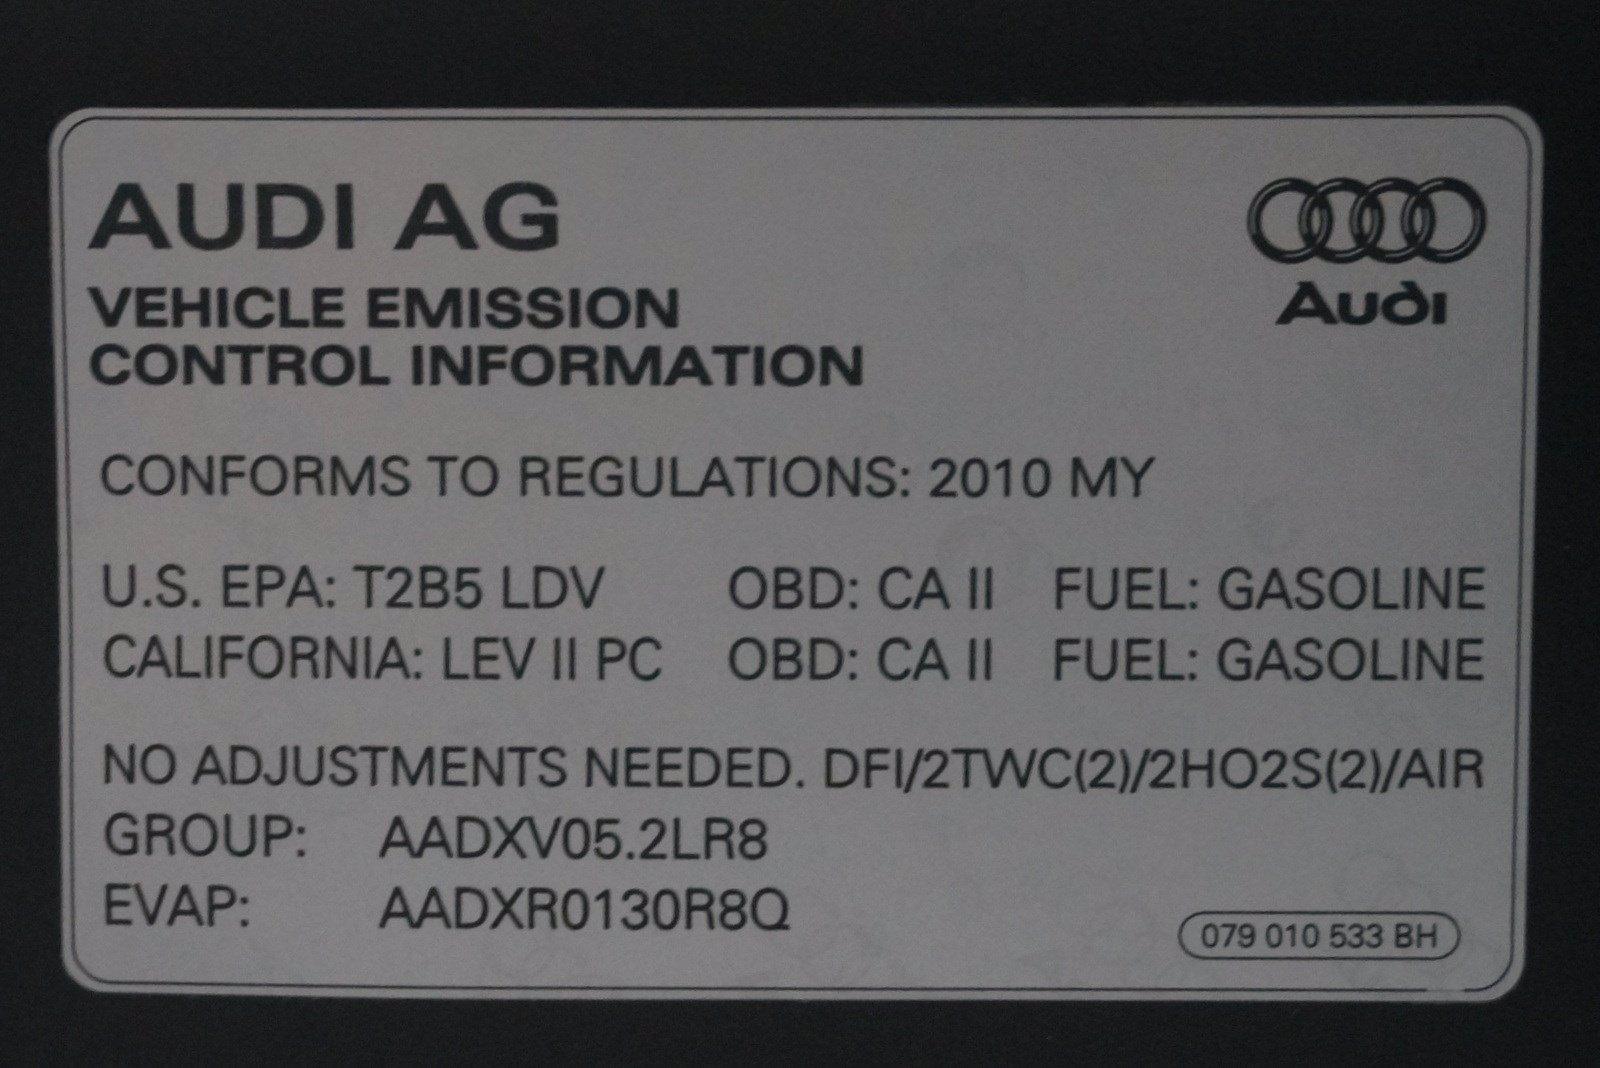 AUDI AG
Audi
VEHICLE EMISSION
CONTROL INFORMATION
CONFORMS TO REGULATIONS: 2010 MY
U.S. EPA: T2B5 LDV OBD: CA II FUEL: GASOLINE
CALIFORNIA: LEV II PC OBD: CA II FUEL: GASOLINE
NO ADJUSTMENTS NEEDED. DFI/2TWC(2)/2HO2S(2)/AIR
GROUP: AADXV05.2LR8
EVAP: AADXR0130R8Q
079 010 533 BH